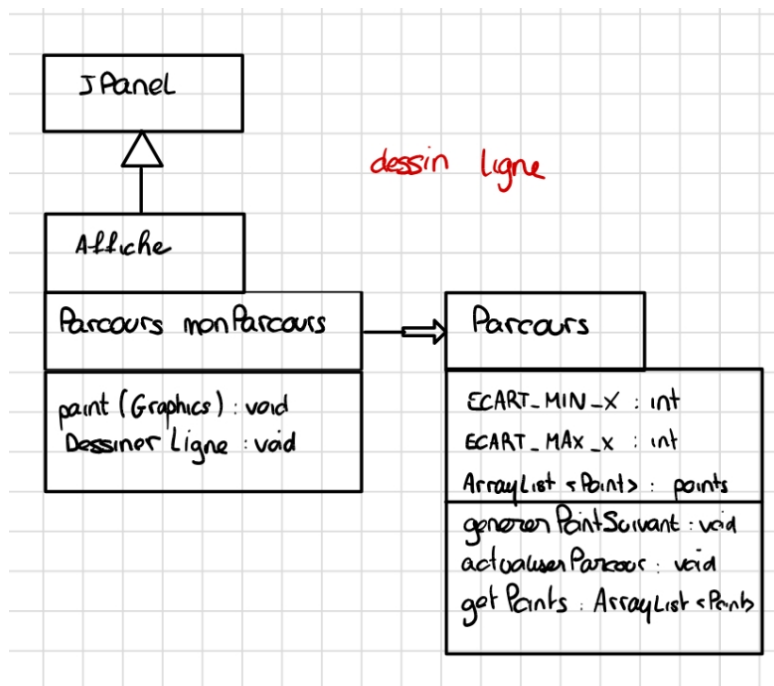 JPanel
dessin ligne
Affiche
Parcours monParcours
Parcours
paint (Graphics) : void
Dessiner Ligne : void
ECART_MIN_X : int
ECART_MAX_X : int
ArrayList <Point> : points
generer PointSuivant : void
actualiser Parcour : void
get Points : ArrayList <Point>